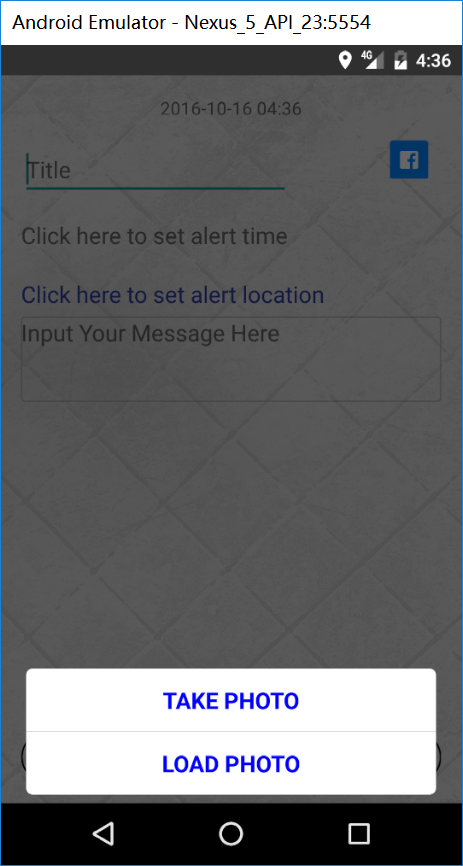 Android Emulator - Nexus_5_API_23:5554
4G 4:36
2016-10-16 04:36
Title
Click here to set alert time
Click here to set alert location
Input Your Message Here
TAKE PHOTO
LOAD PHOTO